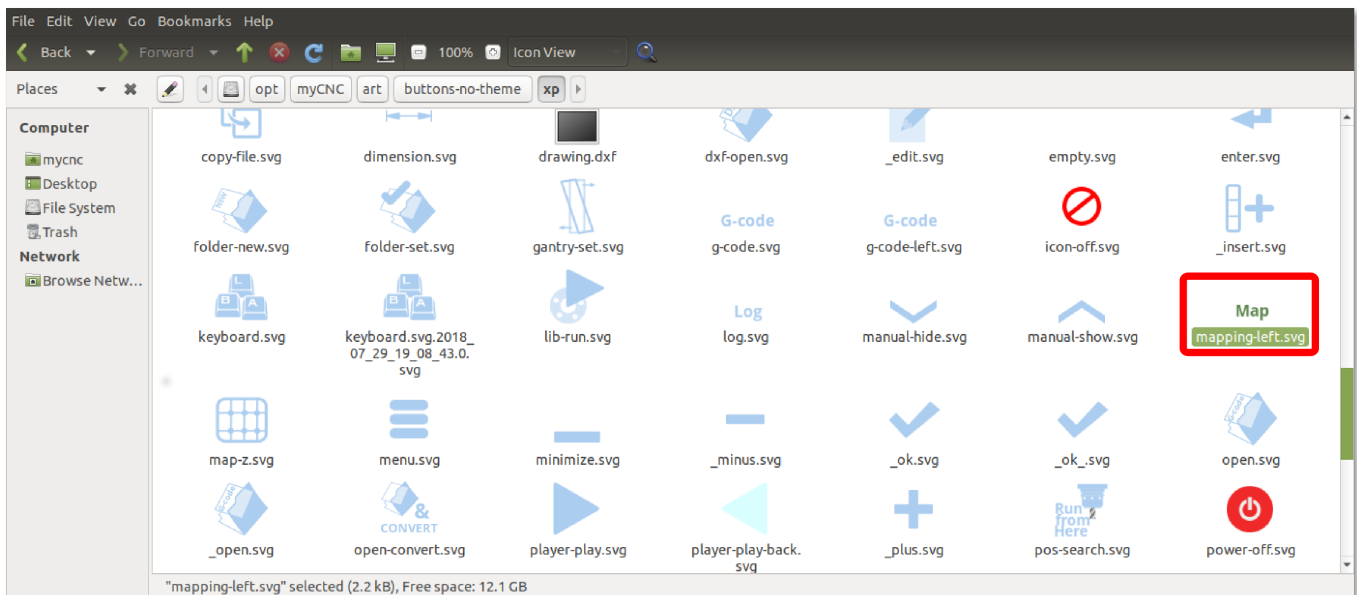 File Edit View Go Bookmarks Help
Back Forward 100% Icon View
Places opt myCNC art buttons-no-theme xp
Computer
mycnc
Desktop
File System
Trash
Network
Browse Netw...
copy-file.svg dimension.svg drawing.dxf dxf-open.svg _edit.svg empty.svg enter.svg
NEW G-code G-code
folder-new.svg folder-set.svg gantry-set.svg g-code.svg g-code-left.svg icon-off.svg _insert.svg
L L
B A B A Log Map
keyboard.svg keyboard.svg.2018_ lib-run.svg log.svg manual-hide.svg manual-show.svg mapping-left.svg
07_29_19_08_43.0.
svg
G-code
map-z.svg menu.svg minimize.svg _minus.svg _ok.svg _ok_.svg open.svg
G-code & CONVERT Run from Here
_open.svg open-convert.svg player-play.svg player-play-back. _plus.svg pos-search.svg power-off.svg
svg
"mapping-left.svg" selected (2.2 kB), Free space: 12.1 GB